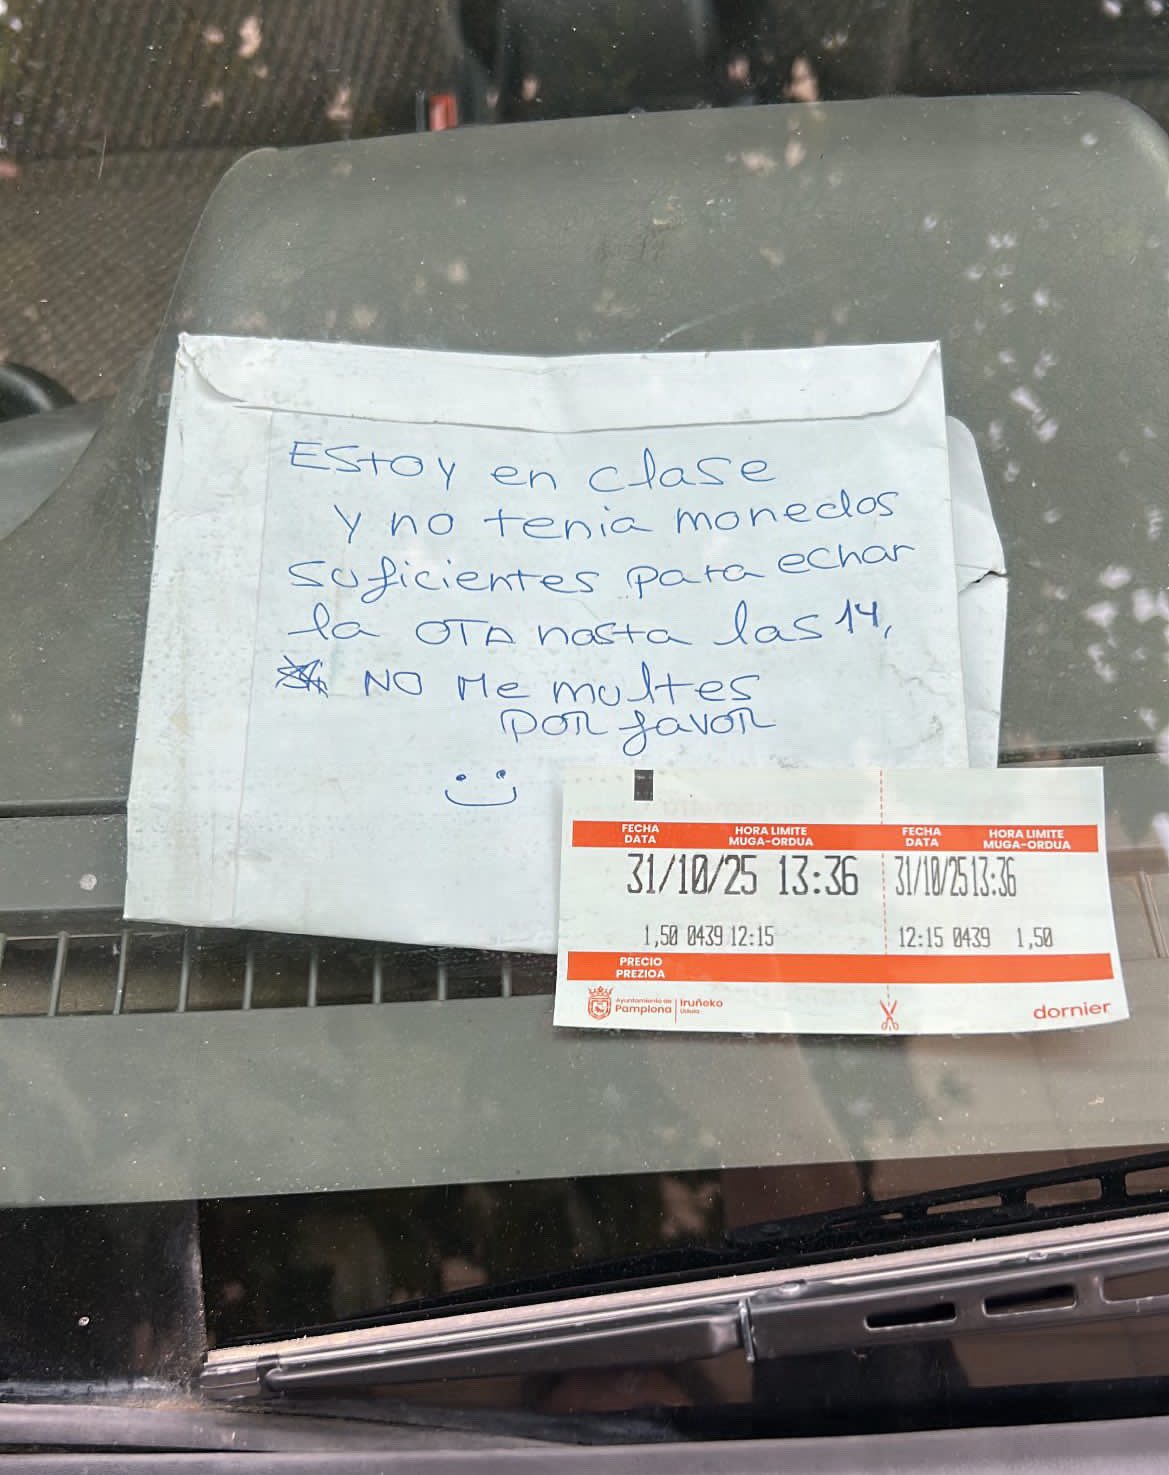 ESTOY en clase
y no tenia monedas
suficientes para echar
la OTA hasta las 14,
NO Me multes
por favor
FECHA HORA LIMITE FECHA HORA LIMITE
DATA MUGA-ORDUA DATA MUGA-ORDUA
31/10/25 13:36 31/10/25 13:36
1,50 0439 12:15 12:15 0439 1,50
PRECIO
PREZIOA
Ayuntamiento de Pamplona Iruñeko Udala
dornier